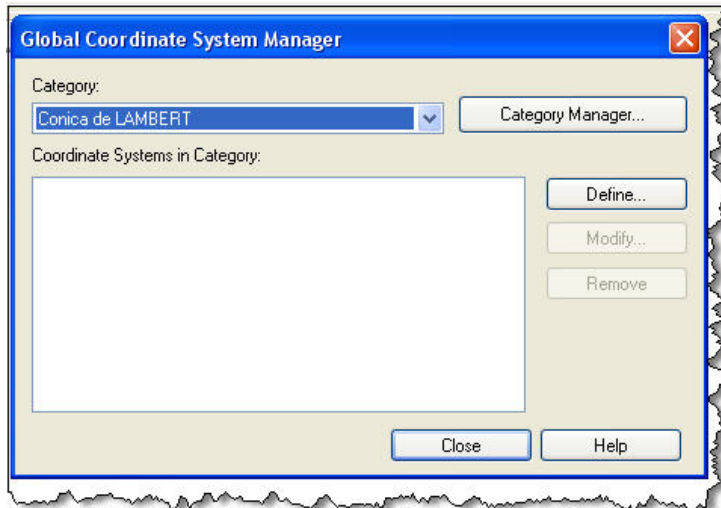 Global Coordinate System Manager
Category:
Conica de LAMBERT
Category Manager...
Coordinate Systems in Category:
Define...
Modify...
Remove
Close
Help